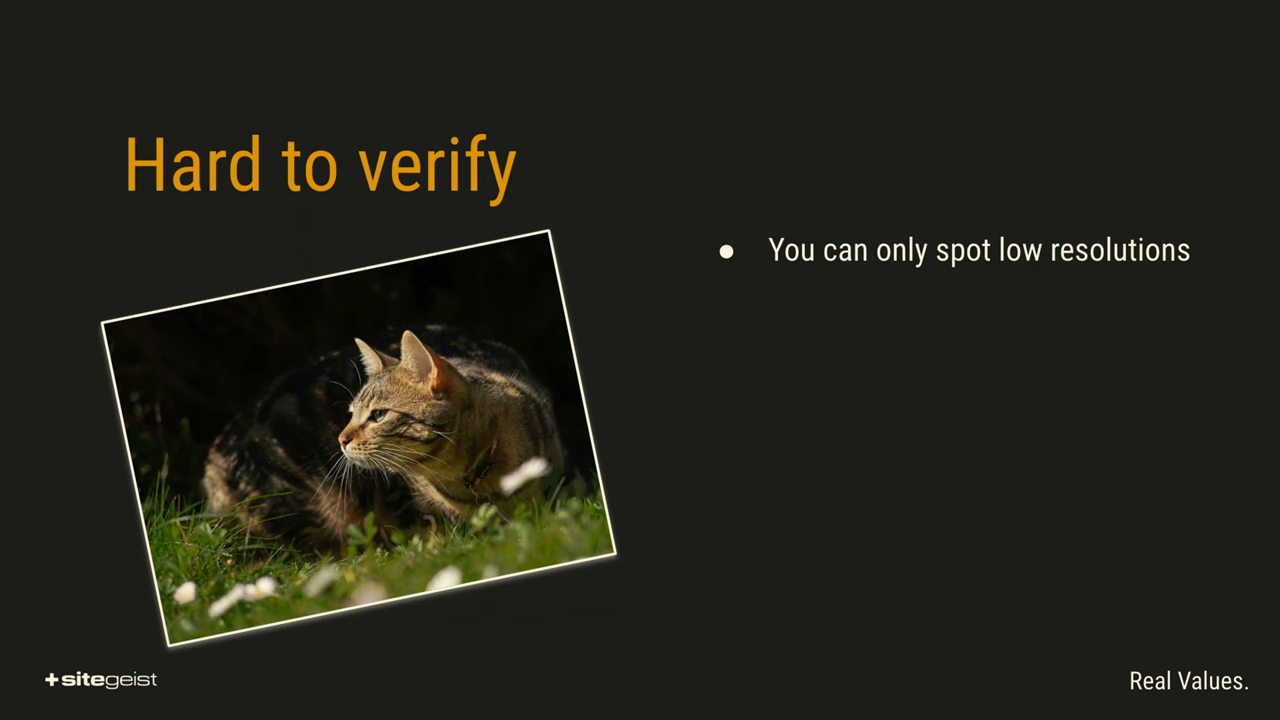 Hard to verify
● You can only spot low resolutions
+sitegeist
Real Values.